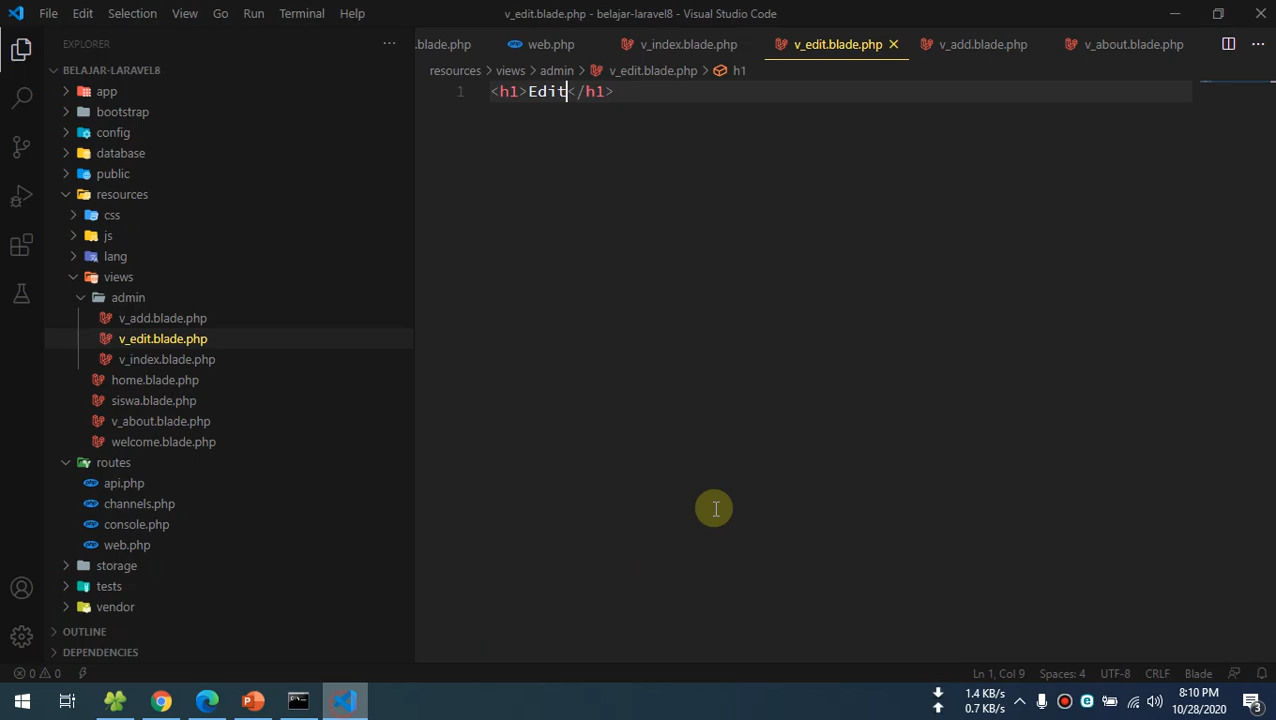 File Edit Selection View Go Run Terminal Help
v_edit.blade.php - belajar-laravel8 - Visual Studio Code
EXPLORER
.blade.php
web.php
v_index.blade.php
v_edit.blade.php
v_add.blade.php
v_about.blade.php
resources > views > admin > v_edit.blade.php > h1
1 <h1>Edit</h1>
BELAJAR-LARAVEL8
app
bootstrap
config
database
public
resources
css
js
lang
views
admin
v_add.blade.php
v_edit.blade.php
v_index.blade.php
home.blade.php
siswa.blade.php
v_about.blade.php
welcome.blade.php
routes
api.php
channels.php
console.php
web.php
storage
tests
vendor
OUTLINE
DEPENDENCIES
0 0
Ln 1, Col 9 Spaces: 4 UTF-8 CRLF Blade
1.4 KB/s
0.7 KB/s
8:10 PM
10/28/2020
3